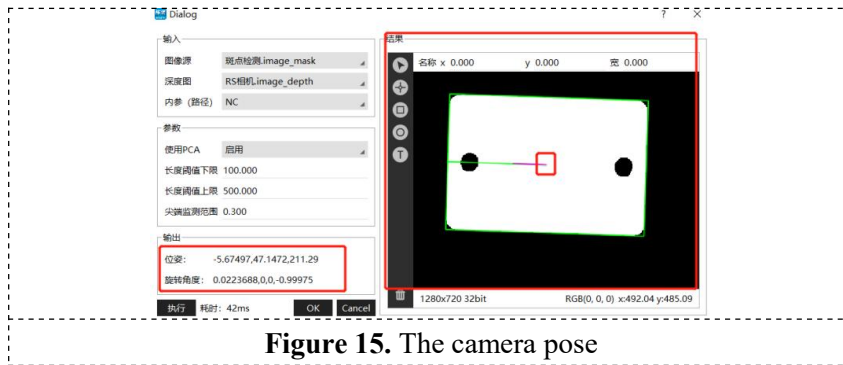 Dialog ? ×
输入
图像源 斑点检测.image_mask
深度图 RS相机.image_depth
内参（路径） NC
参数
使用PCA 启用
长度阈值下限 100.000
长度阈值上限 500.000
尖端监测范围 0.300
输出
位姿: -5.67497,47.1472,211.29
旋转角度: 0.0223688,0,0,-0.99975
执行 耗时: 42ms OK Cancel
结果
名称 x 0.000 y 0.000 宽 0.000
T
1280x720 32bit RGB(0, 0, 0) x:492.04 y:485.09
Figure 15. The camera pose